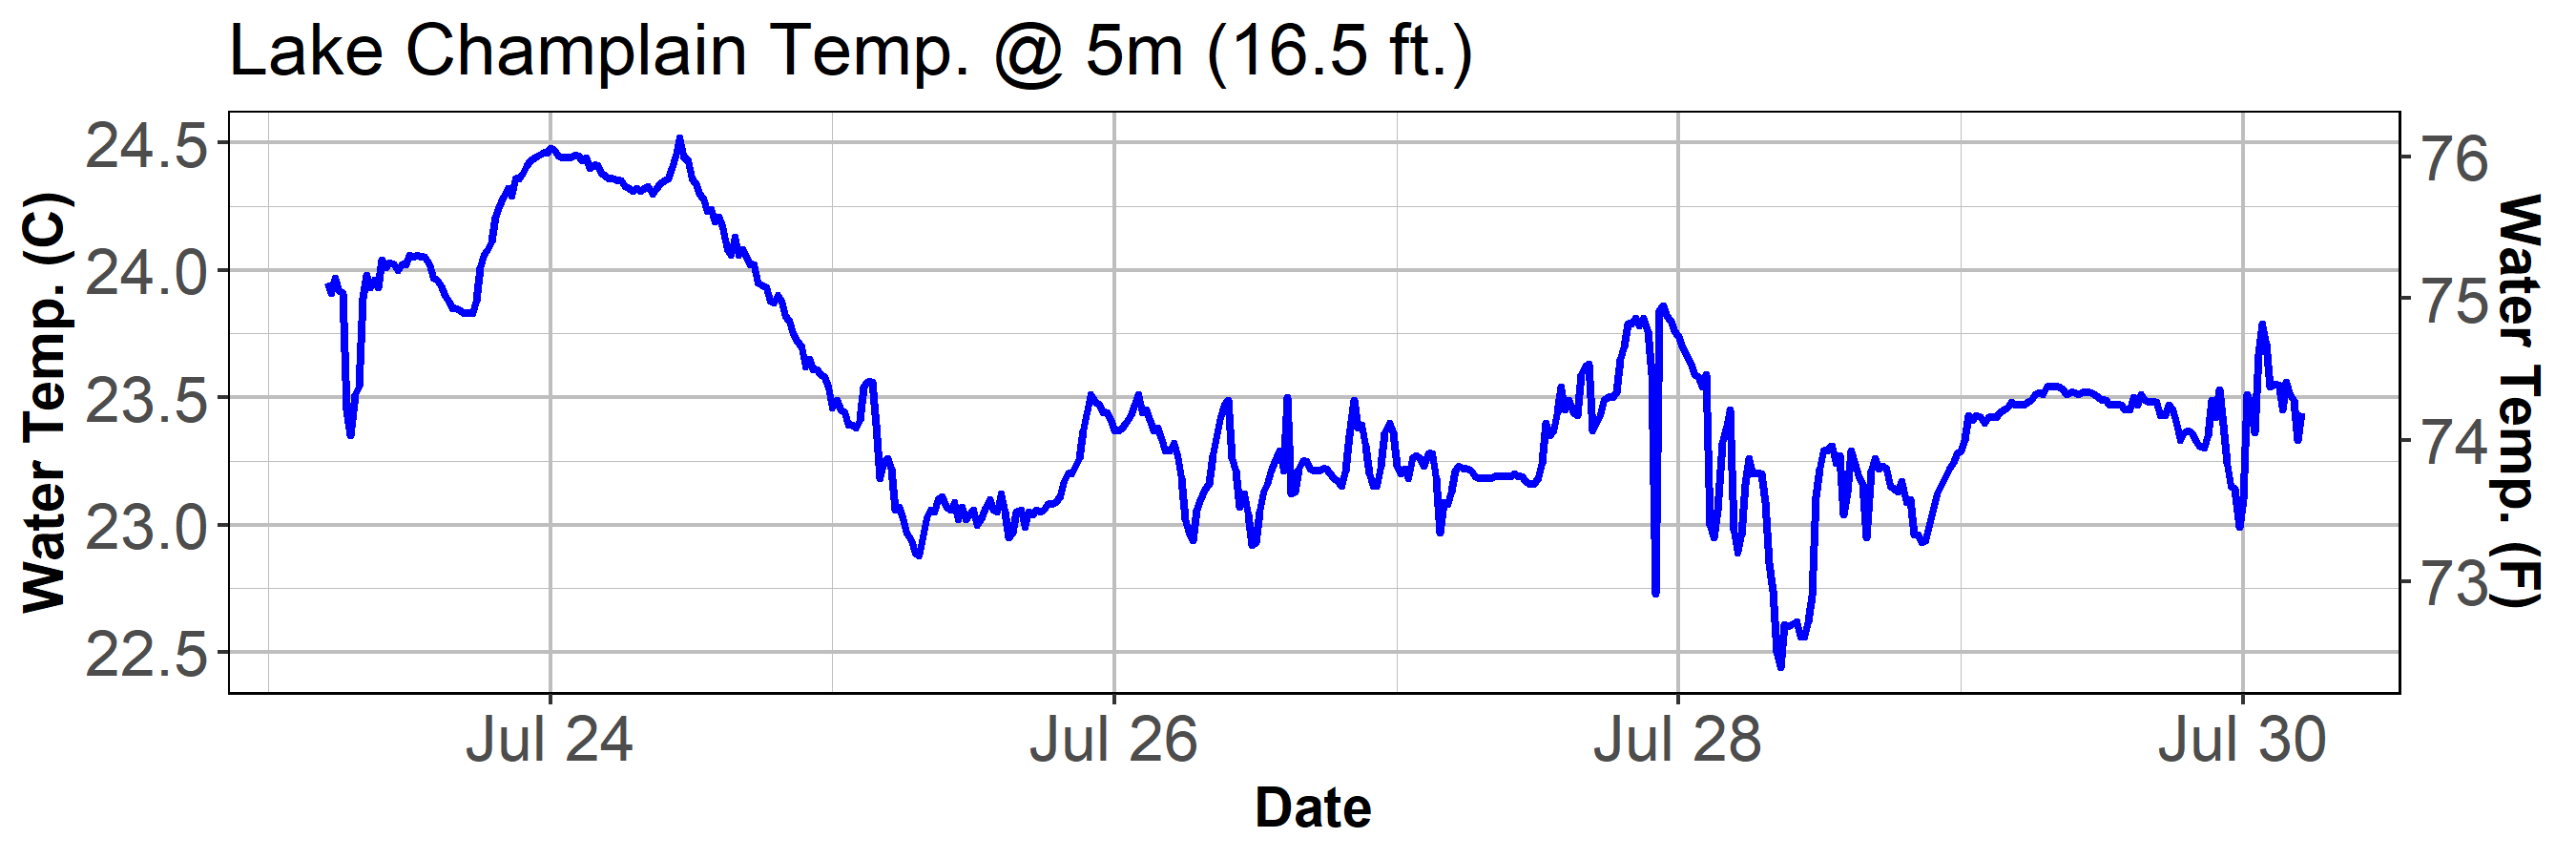 Lake Champlain Temp. @ 5m (16.5 ft.)
Water Temp. (C)
24.5
24.0
23.5
23.0
22.5
76
75
74
73
Water Temp. (F)
Jul 24
Jul 26
Jul 28
Jul 30
Date